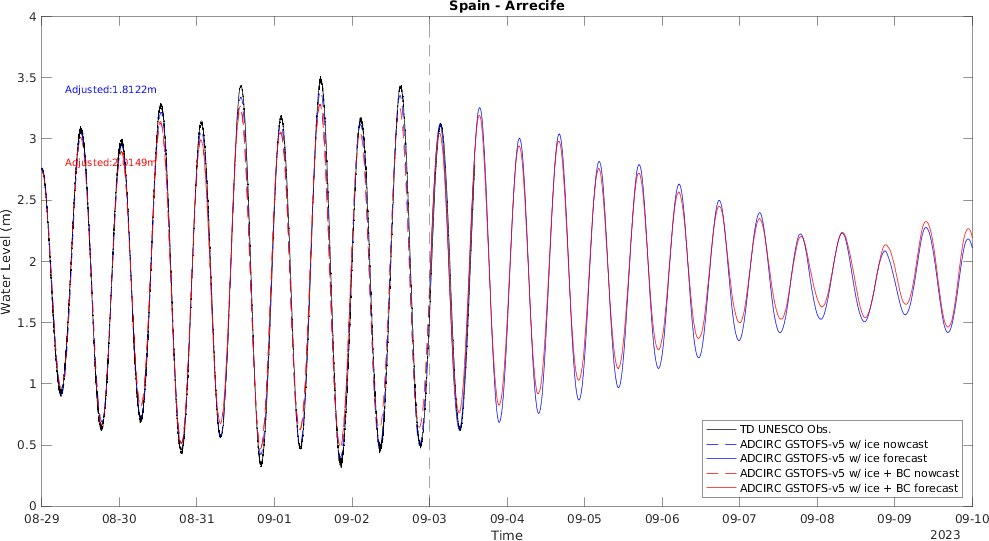 Spain - Arrecife
4
3.5
3
2.5
2
1.5
1
0.5
0
Water Level (m)
Adjusted:1.8122m
Adjusted:2.0149m
TD UNESCO Obs.
ADCIRC GSTOFS-v5 w/ ice nowcast
ADCIRC GSTOFS-v5 w/ ice forecast
ADCIRC GSTOFS-v5 w/ ice + BC nowcast
ADCIRC GSTOFS-v5 w/ ice + BC forecast
08-29 08-30 08-31 09-01 09-02 09-03 09-04 09-05 09-06 09-07 09-08 09-09 09-10
Time
2023